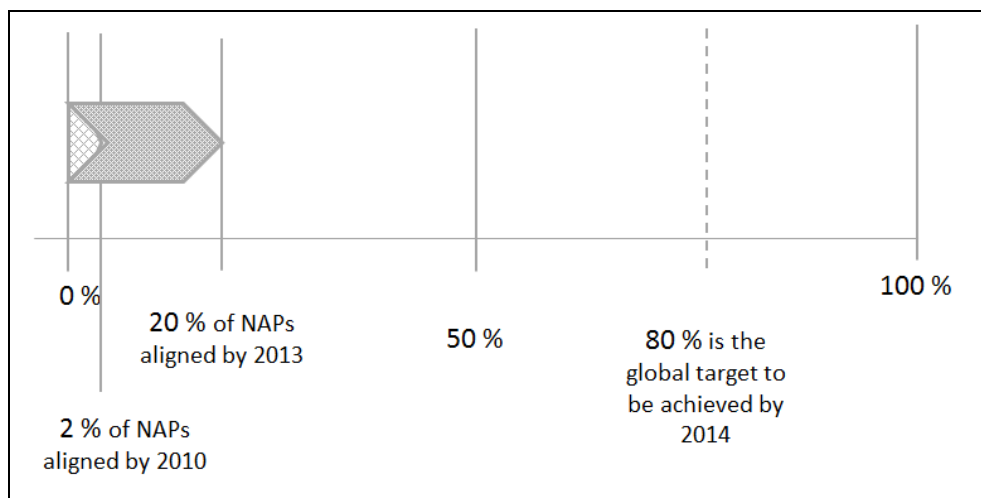 0 %
20 % of NAPs
aligned by 2013
2 % of NAPs
aligned by 2010
50 %
80 % is the
global target to
be achieved by
2014
100 %